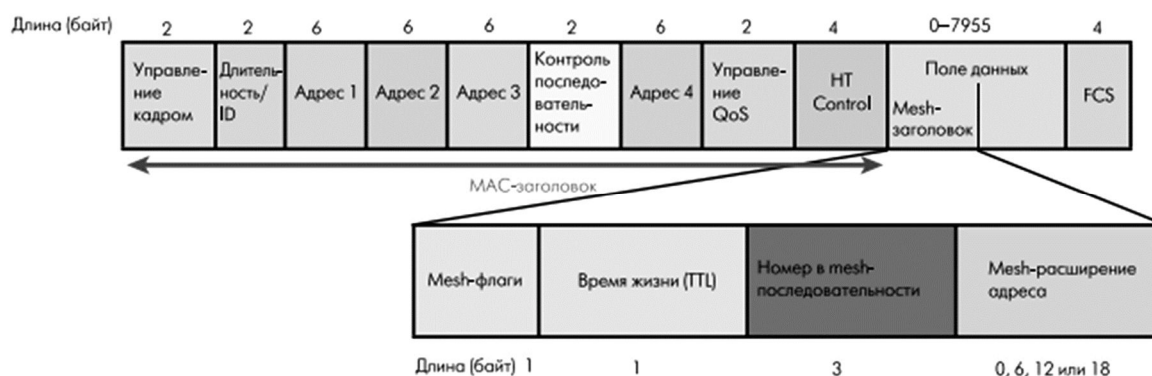 Длина (байт) 2 2 6 6 6 2 6 2 4 0–7955 4
Управле-
ние
кадром
Длитель-
ность/
ID
Адрес 1
Адрес 2
Адрес 3
Контроль
последо-
ватель-
ности
Адрес 4
Управле-
ние
QoS
HT
Control
Поле данных
Mesh-
заголовок
FCS
MAC-заголовок
Mesh-флаги
Время жизни (TTL)
Номер в mesh-
последовательности
Mesh-расширение
адреса
Длина (байт) 1 1 3 0, 6, 12 или 18